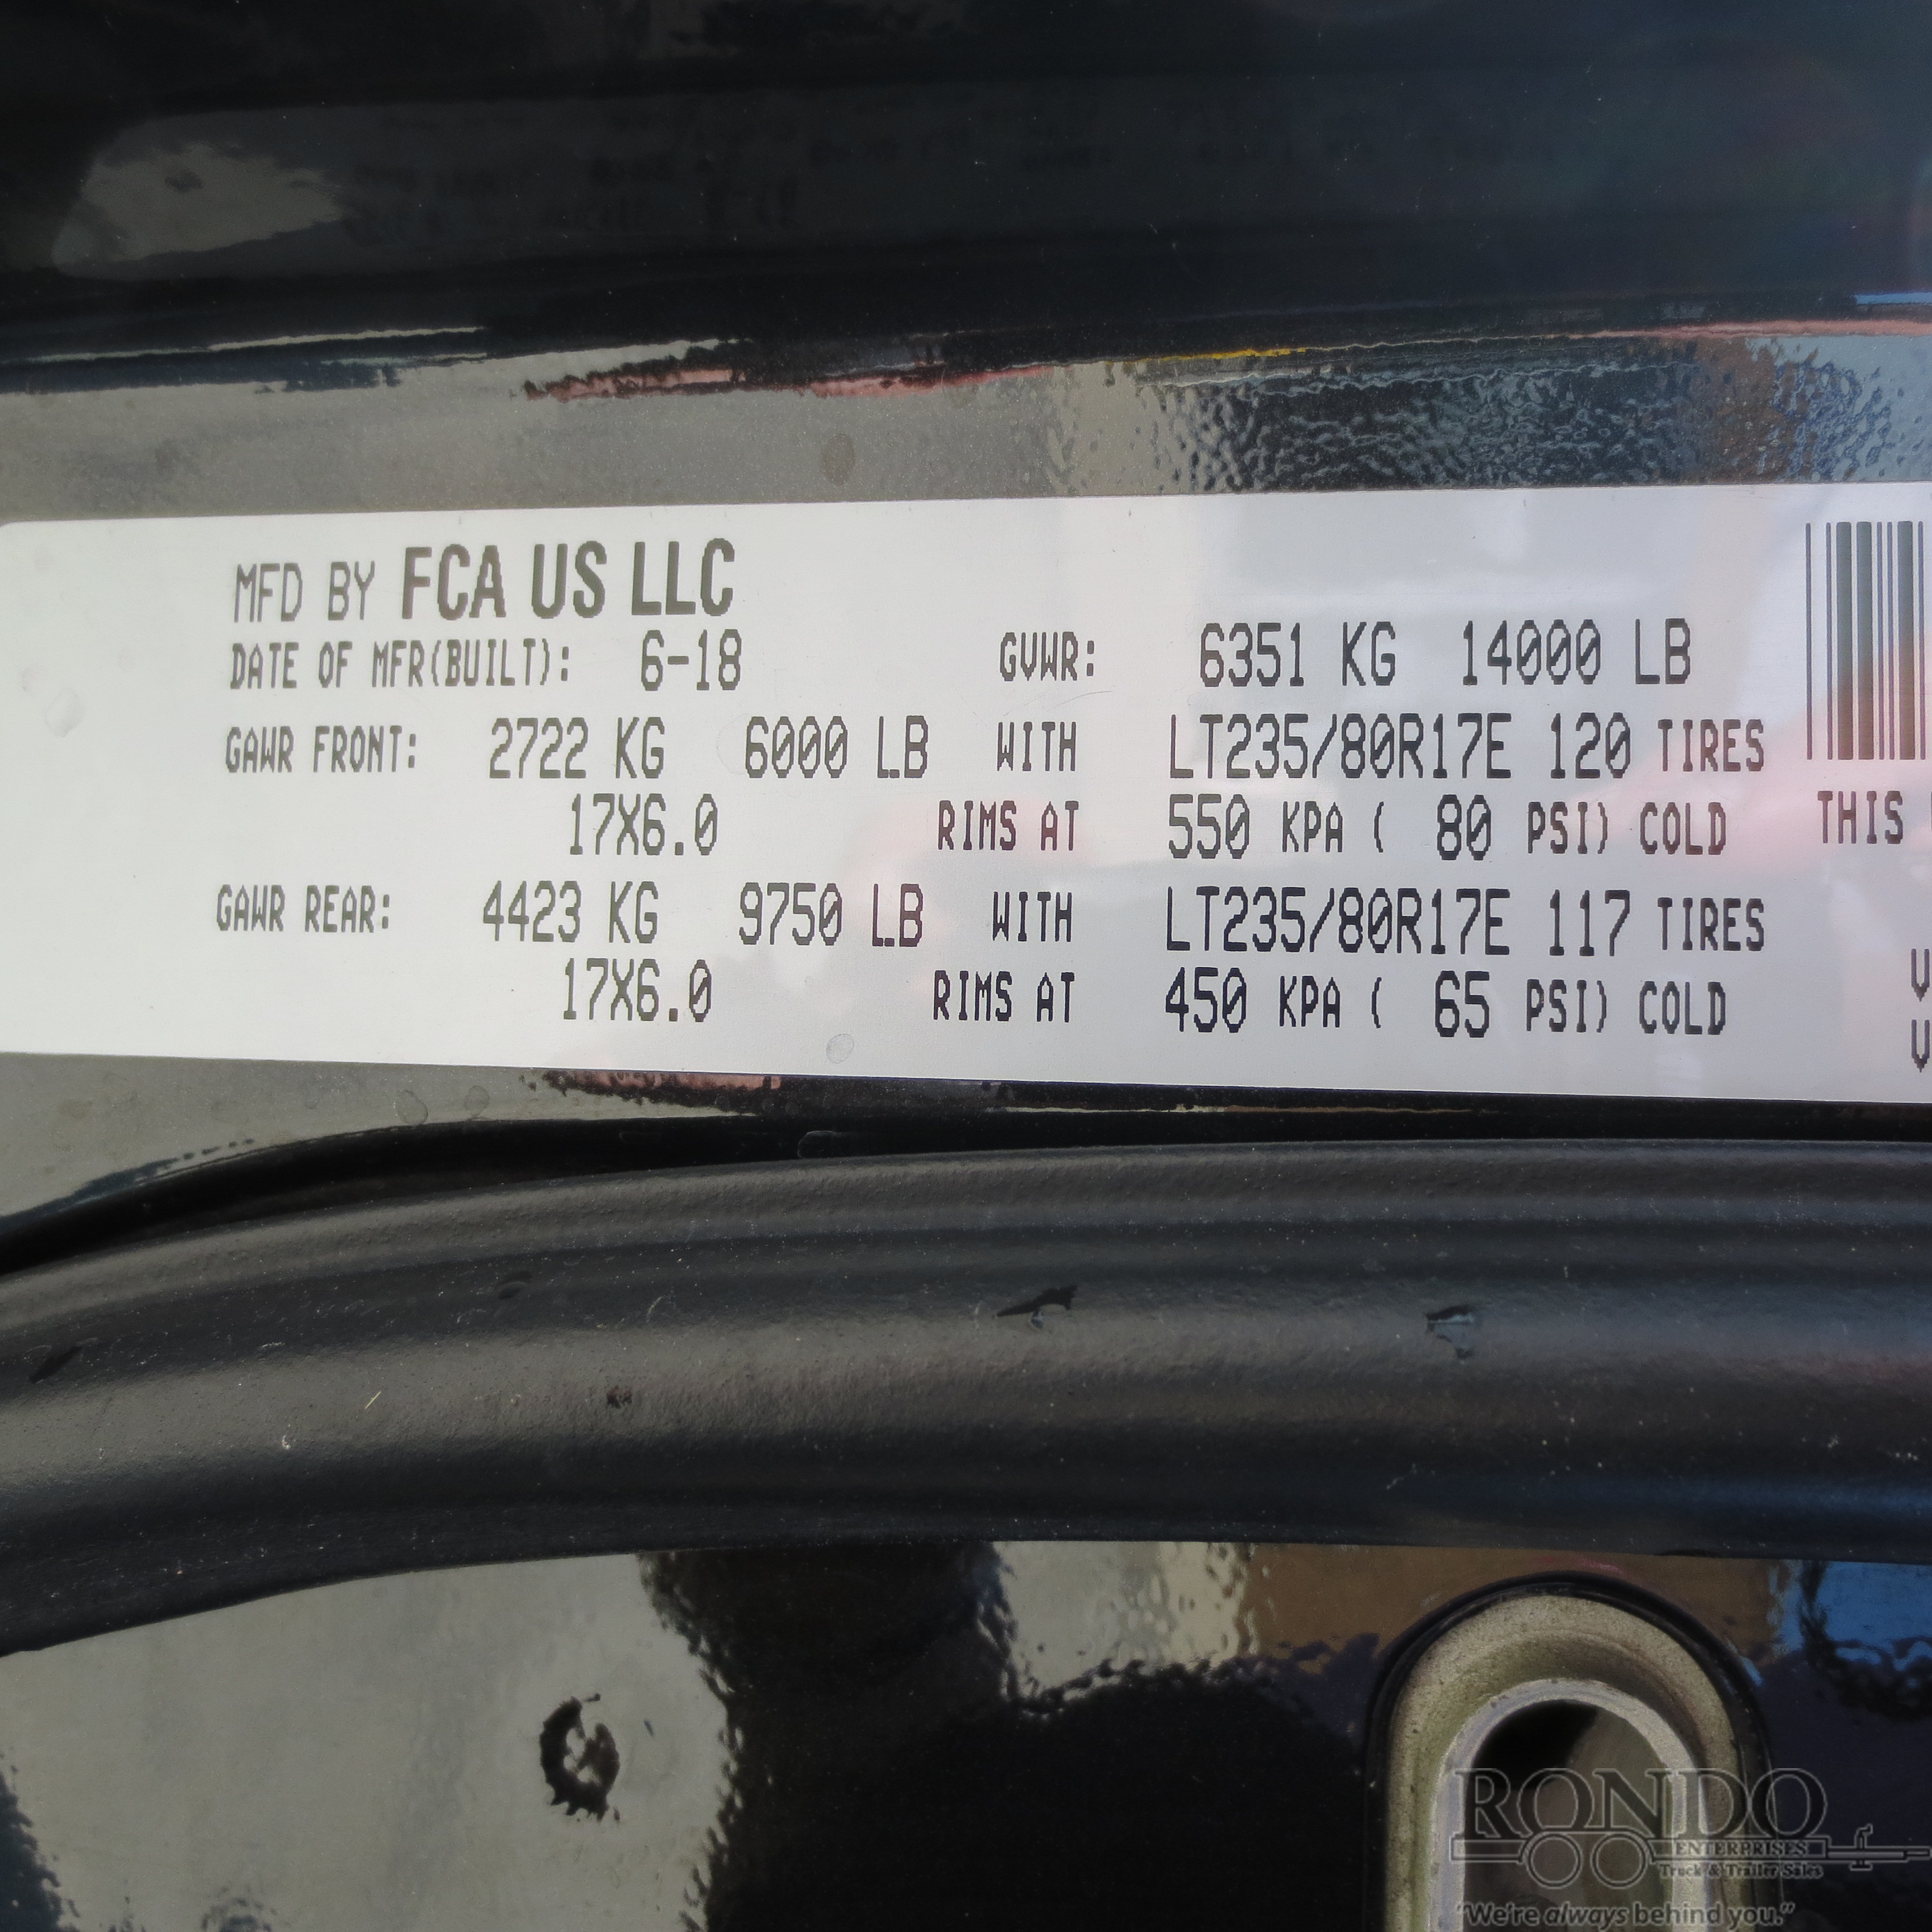 MFD BY FCA US LLC
DATE OF MFR(BUILT): 6-18 GVWR: 6351 KG 14000 LB
GAWR FRONT: 2722 KG 6000 LB WITH LT235/80R17E 120 TIRES
17X6.0 RIMS AT 550 KPA ( 80 PSI) COLD THIS
GAWR REAR: 4423 KG 9750 LB WITH LT235/80R17E 117 TIRES
17X6.0 RIMS AT 450 KPA ( 65 PSI) COLD
RONDO
ENTERPRISES
Truck & Trailer Sales
"We're always behind you."